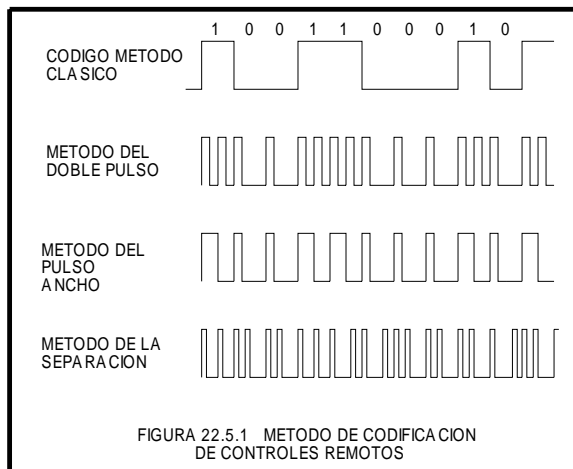 1 0 0 1 1 0 0 0 1 0
CODIGO METODO
CLASICO
METODO DEL
DOBLE PULSO
METODO DEL
PULSO
ANCHO
METODO DE LA
SEPARACION
FIGURA 22.5.1 METODO DE CODIFICACION
DE CONTROLES REMOTOS